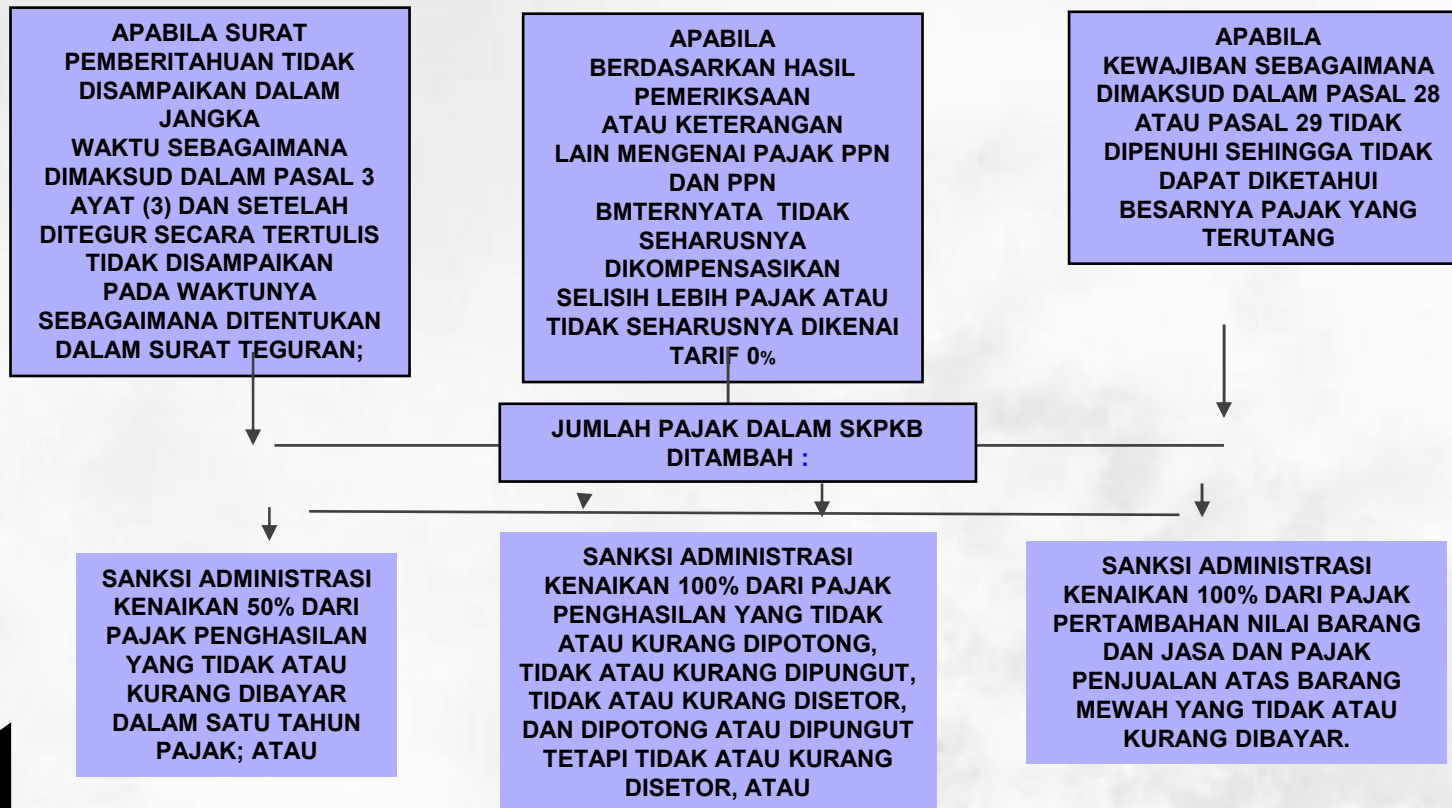 APABILA SURAT
PEMBERITAHUAN TIDAK
DISAMPAIKAN DALAM
JANGKA
WAKTU SEBAGAIMANA
DIMAKSUD DALAM PASAL 3
AYAT (3) DAN SETELAH
DITEGUR SECARA TERTULIS
TIDAK DISAMPAIKAN
PADA WAKTUNYA
SEBAGAIMANA DITENTUKAN
DALAM SURAT TEGURAN;
APABILA
BERDASARKAN HASIL
PEMERIKSAAN
ATAU KETERANGAN
LAIN MENGENAI PAJAK PPN
DAN PPN
BMTERNYATA TIDAK
SEHARUSNYA
DIKOMPENSASIKAN
SELISIH LEBIH PAJAK ATAU
TIDAK SEHARUSNYA DIKENAI
TARIF 0%
APABILA
KEWAJIBAN SEBAGAIMANA
DIMAKSUD DALAM PASAL 28
ATAU PASAL 29 TIDAK
DIPENUHI SEHINGGA TIDAK
DAPAT DIKETAHUI
BESARNYA PAJAK YANG
TERUTANG
JUMLAH PAJAK DALAM SKPKB
DITAMBAH :
SANKSI ADMINISTRASI
KENAIKAN 50% DARI
PAJAK PENGHASILAN
YANG TIDAK ATAU
KURANG DIBAYAR
DALAM SATU TAHUN
PAJAK; ATAU
SANKSI ADMINISTRASI
KENAIKAN 100% DARI PAJAK
PENGHASILAN YANG TIDAK
ATAU KURANG DIPOTONG,
TIDAK ATAU KURANG DIPUNGUT,
TIDAK ATAU KURANG DISETOR,
DAN DIPOTONG ATAU DIPUNGUT
TETAPI TIDAK ATAU KURANG
DISETOR, ATAU
SANKSI ADMINISTRASI
KENAIKAN 100% DARI PAJAK
PERTAMBAHAN NILAI BARANG
DAN JASA DAN PAJAK
PENJUALAN ATAS BARANG
MEWAH YANG TIDAK ATAU
KURANG DIBAYAR.